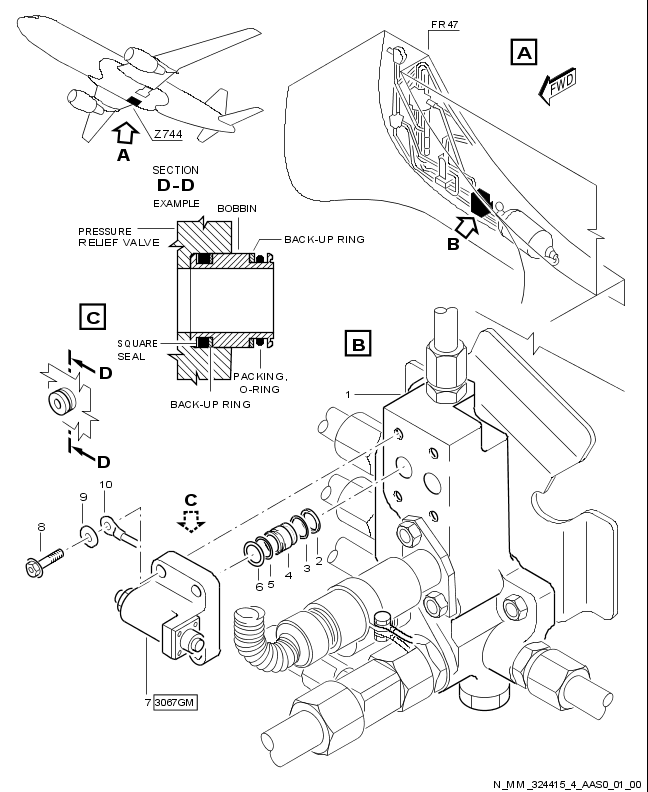 FR47
A
FWD
Z744
A
SECTION
D-D
EXAMPLE
BOBBIN
PRESSURE
RELIEF VALVE
BACK-UP RING
B
C
SQUARE
SEAL
B
D
PACKING,
O-RING
BACK-UP RING
1
D
10
9
C
8
6
5
4
3
2
7 3067GM
N_MM_324415_4_AAS0_01_00